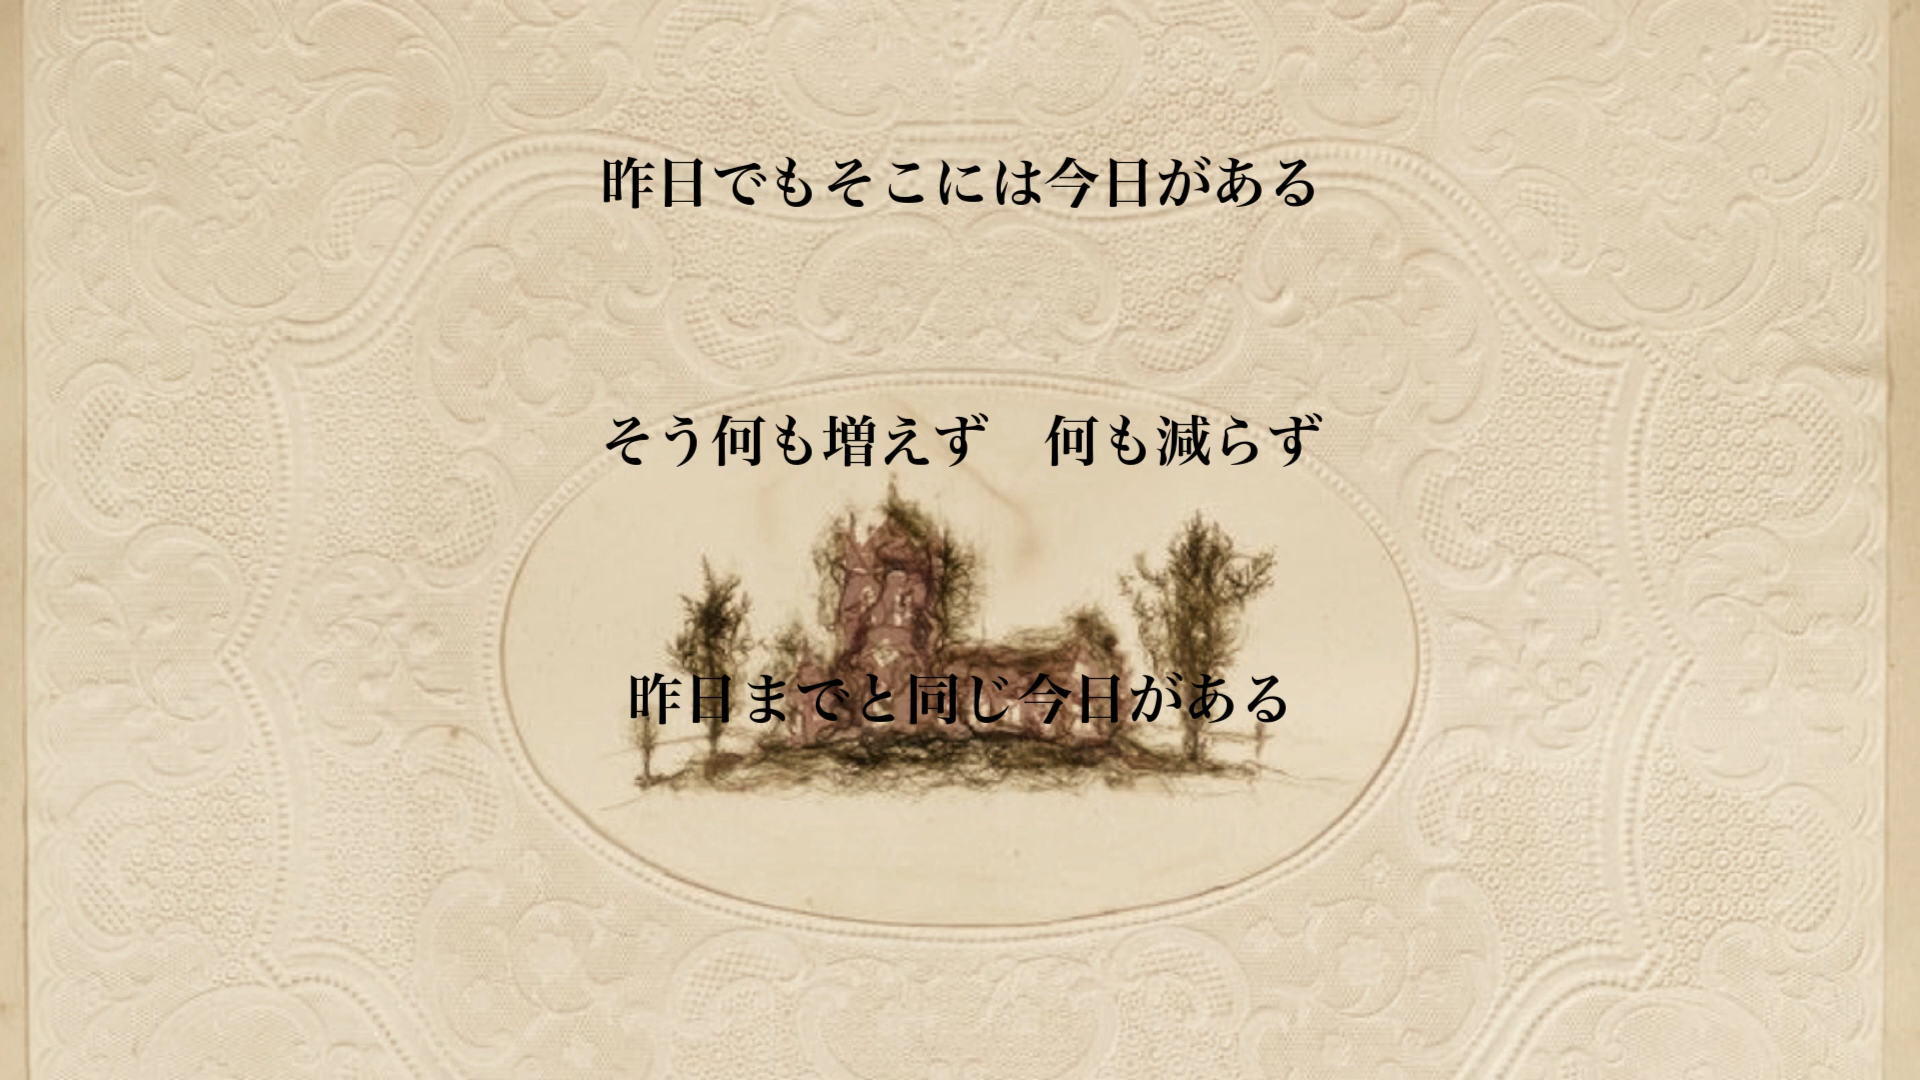 昨日でもそこには今日がある
そう何も増えず　何も減らず
昨日までと同じ今日がある